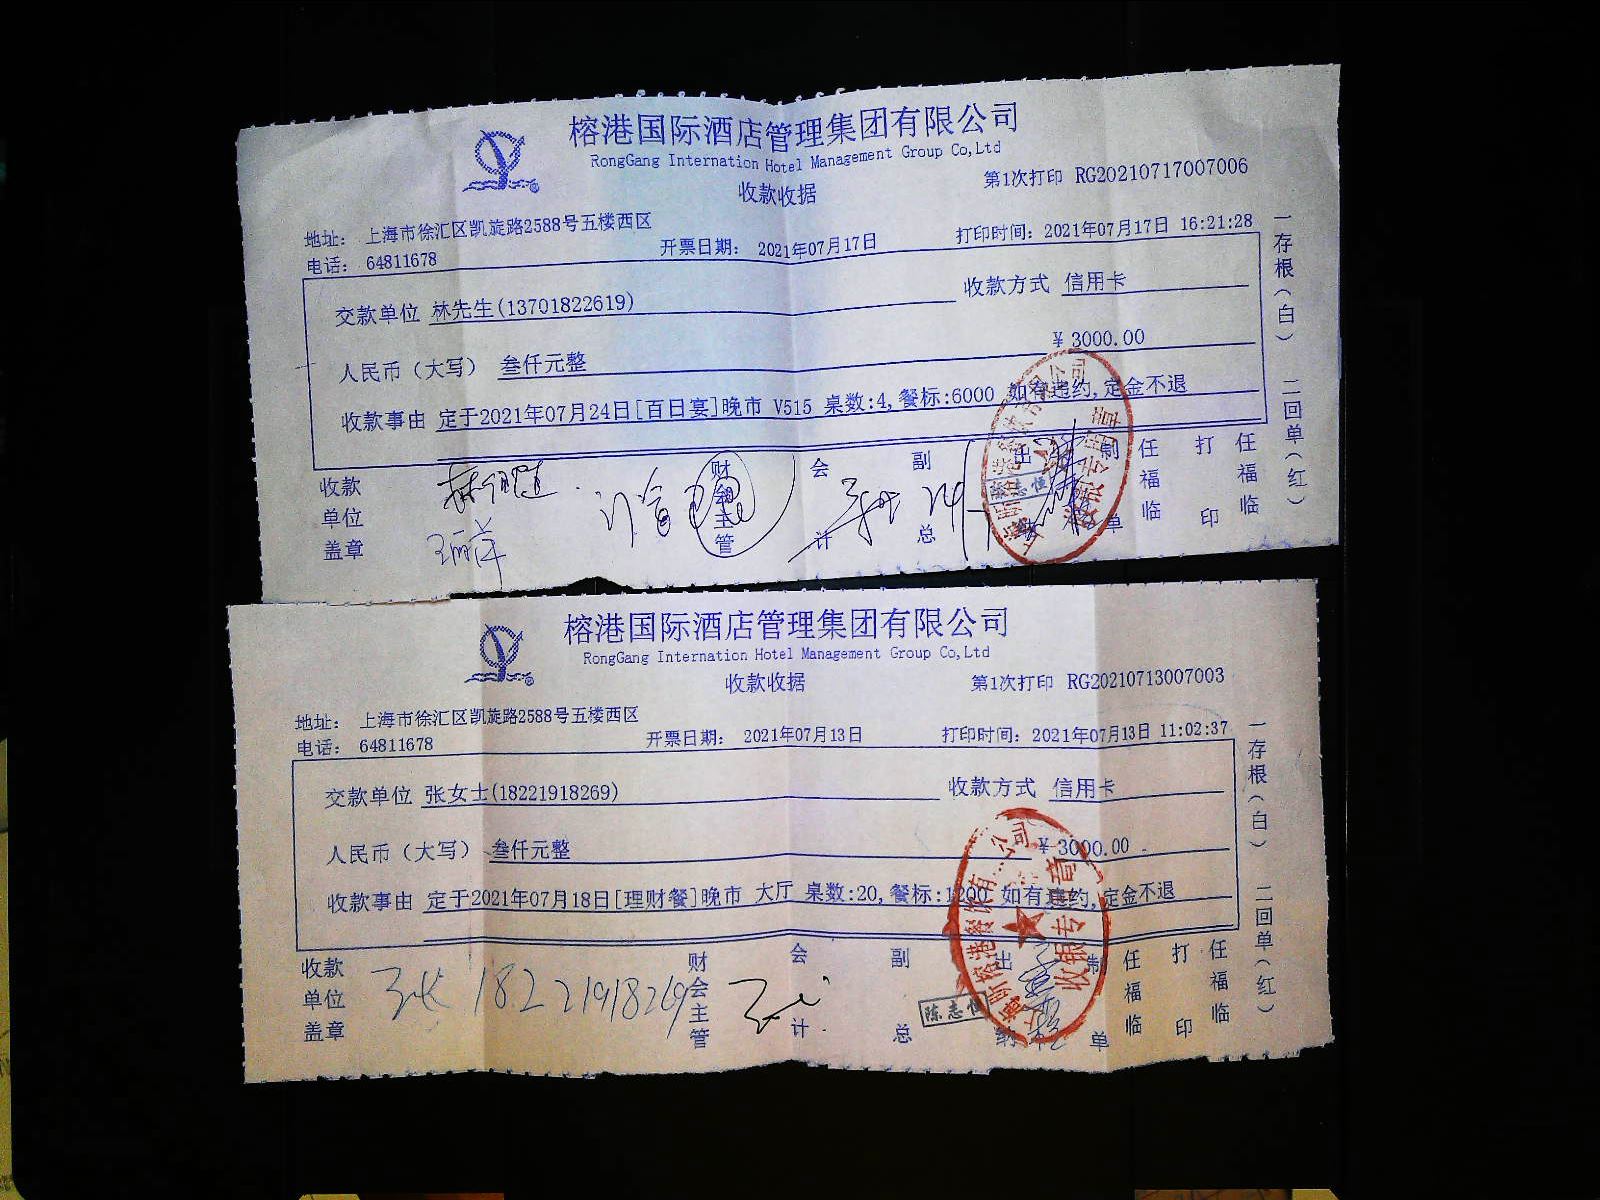 榕港国际酒店管理集团有限公司
RongGang Internation Hotel Management Group Co,Ltd
收款收据
第1次打印 RG20210717007006
地址： 上海市徐汇区凯旋路2588号五楼西区
电话： 64811678
开票日期： 2021年07月17日
打印时间：2021年07月17日 16:21:28
交款单位 林先生(13701822619)
收款方式 信用卡
人民币（大写） 叁仟元整
¥ 3000.00
收款事由 定于2021年07月24日[百日宴]晚市 V515 桌数:4,餐标:6000 如有违约,定金不退
收款单位盖章
财会主管
会计
副总
出纳
制单
任福临
打印
任福临
陈志恒
收银专用章
一存根（白） 二回单（红）
榕港国际酒店管理集团有限公司
RongGang Internation Hotel Management Group Co,Ltd
收款收据
第1次打印 RG20210713007003
地址： 上海市徐汇区凯旋路2588号五楼西区
电话： 64811678
开票日期： 2021年07月13日
打印时间：2021年07月13日 11:02:37
交款单位 张女士(18221918269)
收款方式 信用卡
人民币（大写） 叁仟元整
¥ 3000.00
收款事由 定于2021年07月18日[理财餐]晚市 大厅 桌数:20,餐标:1200 如有违约,定金不退
收款单位盖章
18221918269
财会主管
会计
副总
出纳
制单
任福临
打印
任福临
陈志恒
收银专用章
一存根（白） 二回单（红）